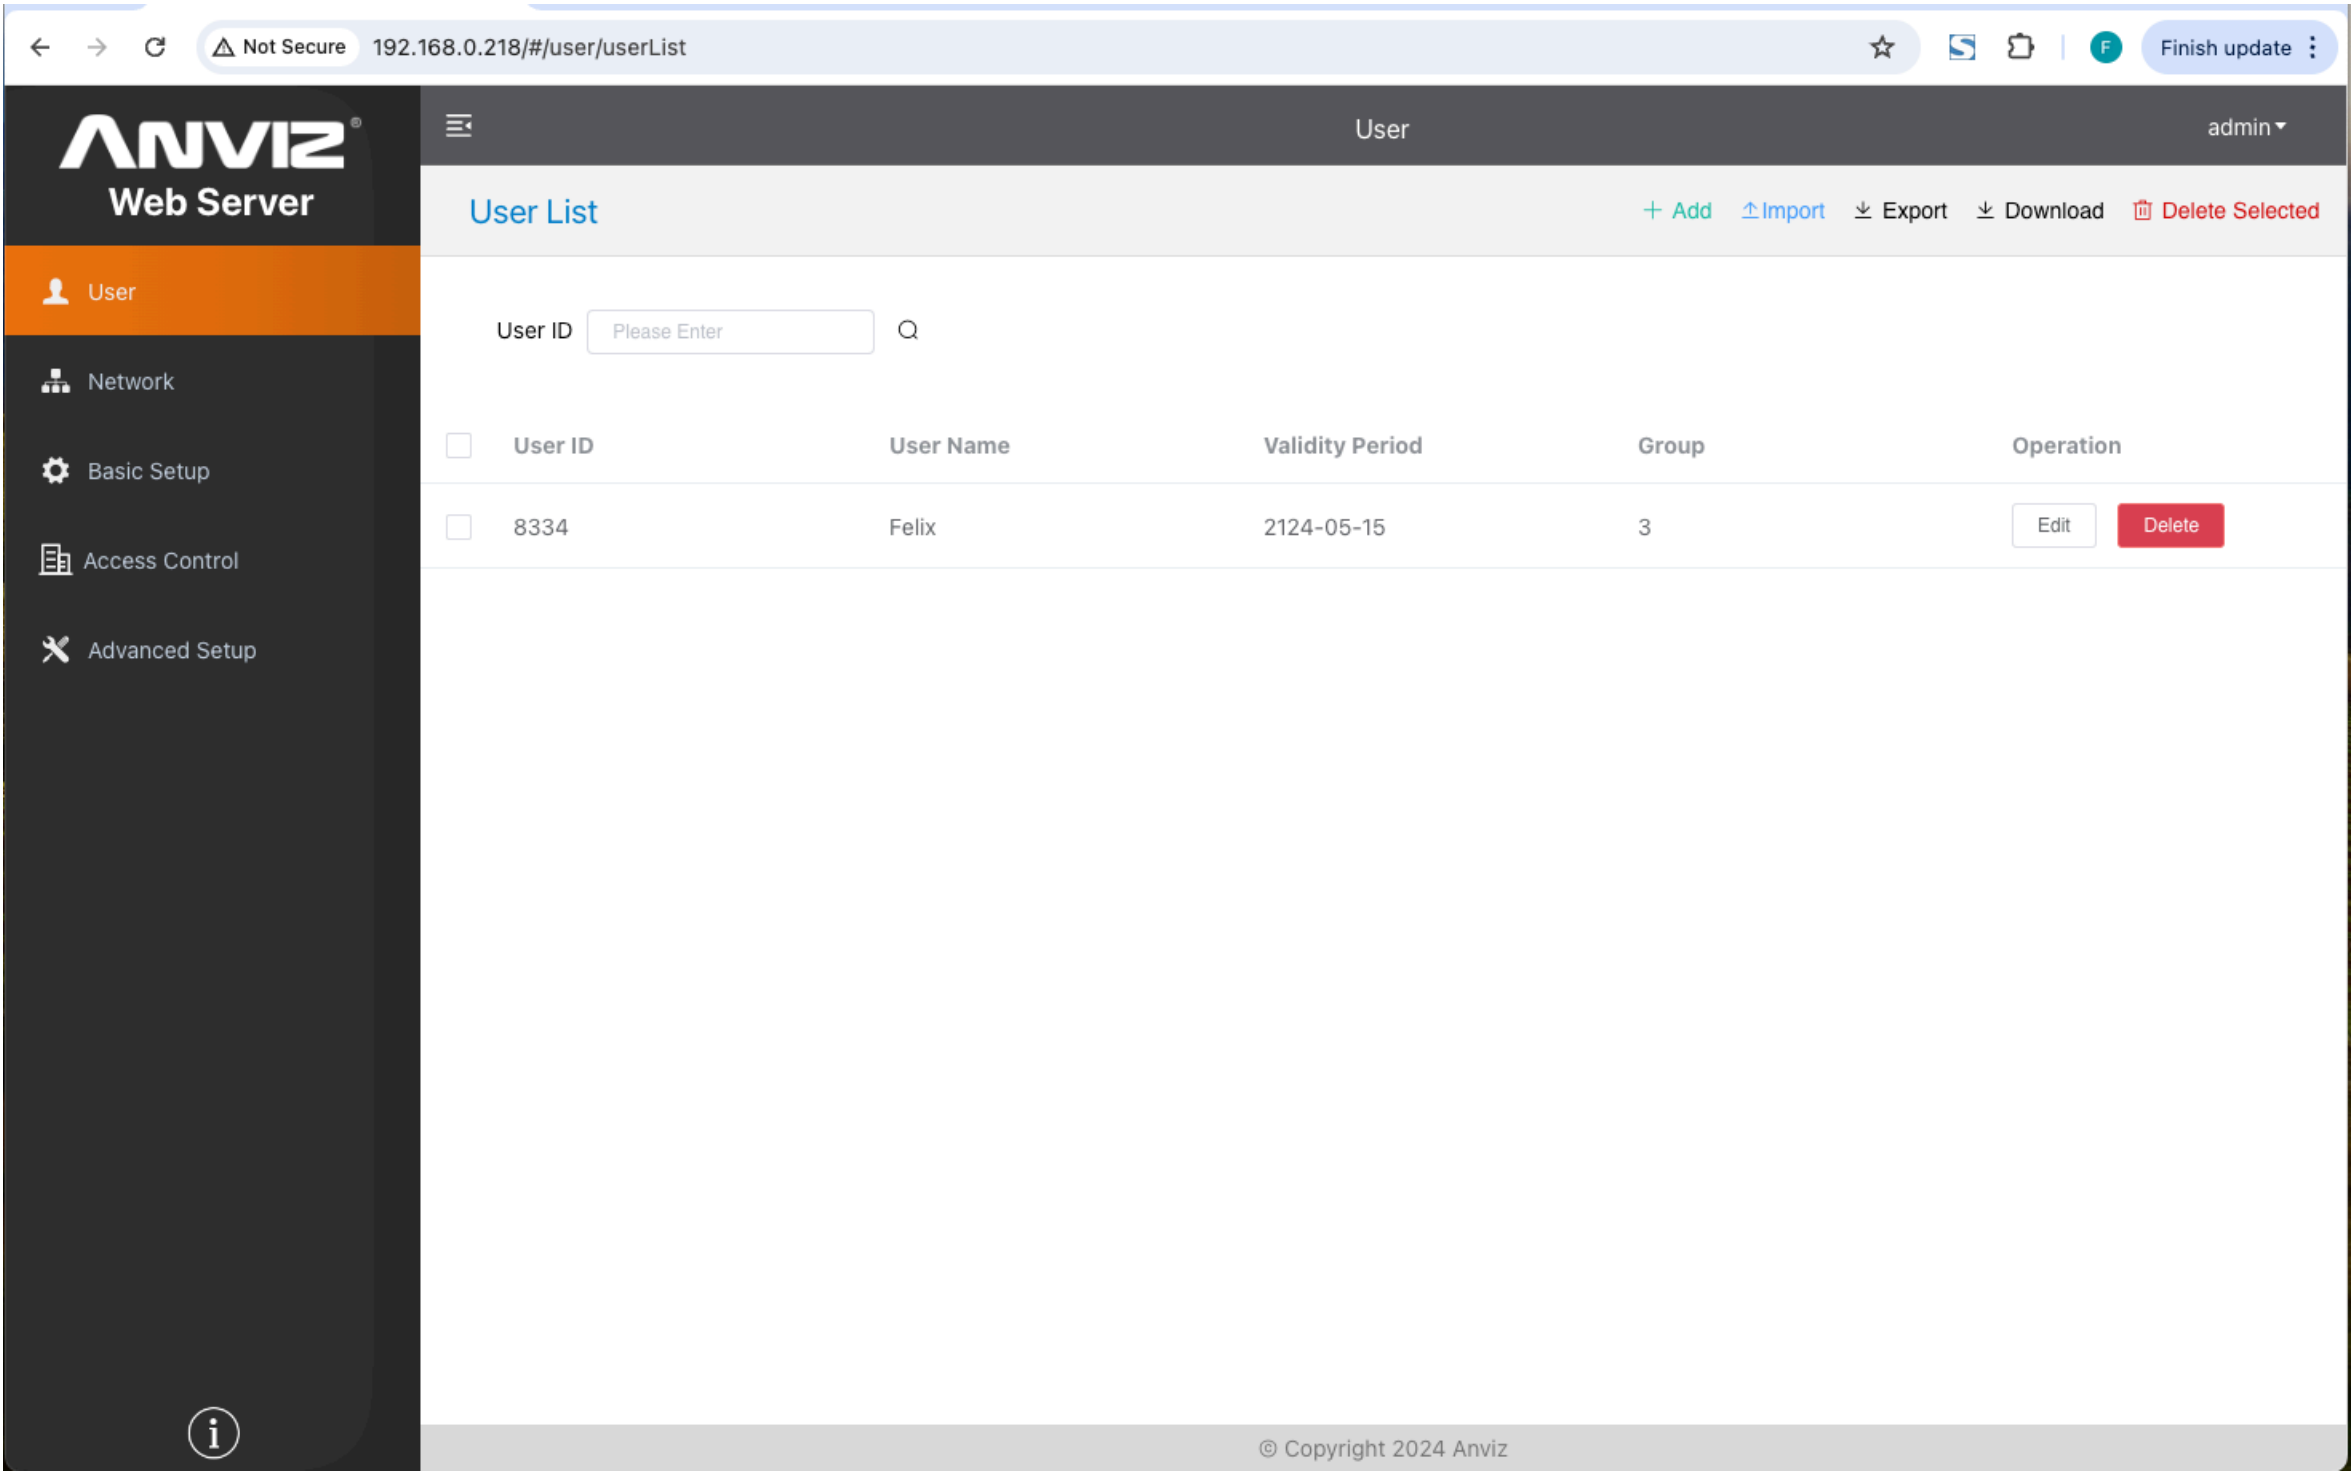 Not Secure 192.168.0.218/#/user/userList F Finish update
ANVIZ®
Web Server
User admin
User List + Add Import Export Download Delete Selected
User
Network
Basic Setup
Access Control
Advanced Setup
User ID Please Enter
User ID User Name Validity Period Group Operation
8334 Felix 2124-05-15 3 Edit Delete
© Copyright 2024 Anviz